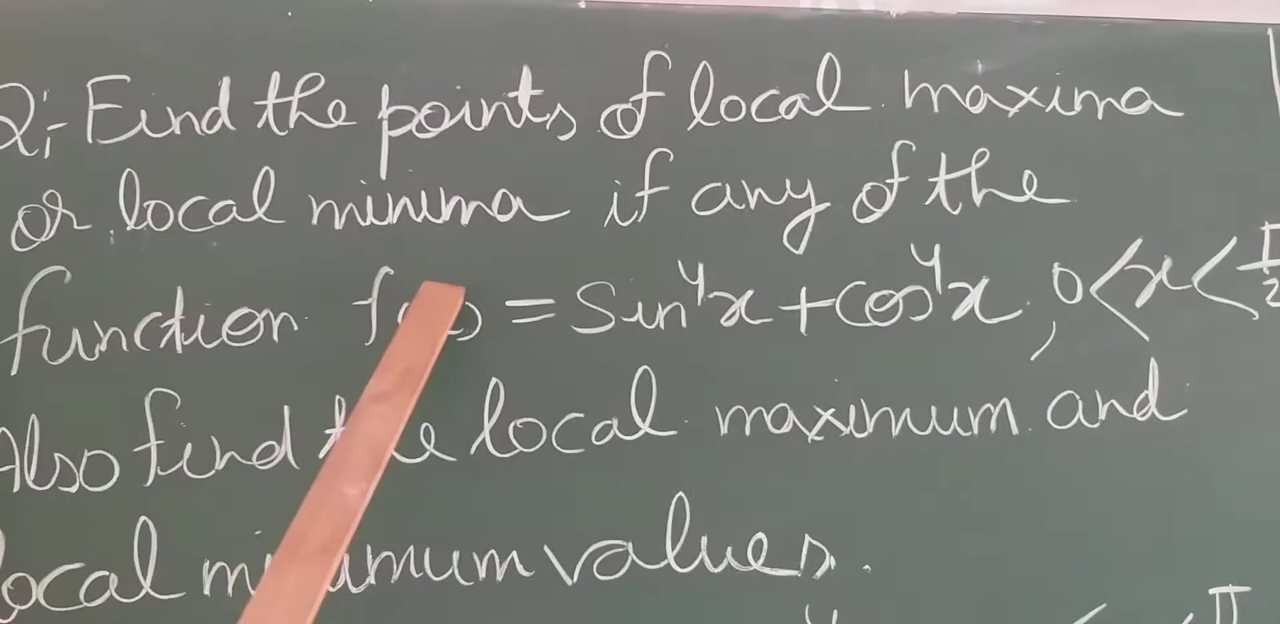 Q;- Find the points of local maxima
or local minima if any of the
function f( ) = Sin⁴x + Cos⁴x, 0<x<π/2
Also find the local maximum and
local minimum values.
π